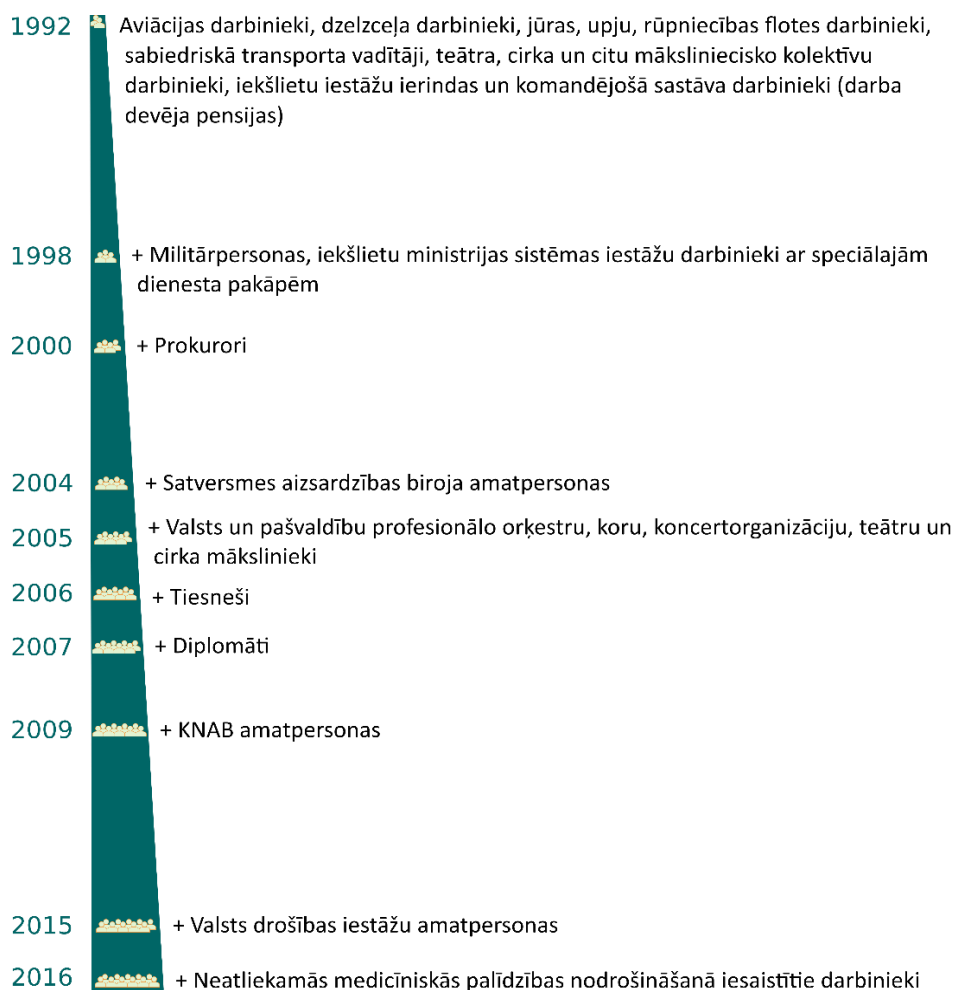 1992 Aviācijas darbinieki, dzelzceļa darbinieki, jūras, upju, rūpniecības flotes darbinieki,
sabiedriskā transporta vadītāji, teātra, cirka un citu māksliniecisko kolektīvu
darbinieki, iekšlietu iestāžu ierindas un komandējošā sastāva darbinieki (darba
devēja pensijas)
1998 + Militārpersonas, iekšlietu ministrijas sistēmas iestāžu darbinieki ar speciālajām
dienesta pakāpēm
2000 + Prokurori
2004 + Satversmes aizsardzības biroja amatpersonas
2005 + Valsts un pašvaldību profesionālo orķestru, koru, koncertorganizāciju, teātru un
cirka mākslinieki
2006 + Tiesneši
2007 + Diplomāti
2009 + KNAB amatpersonas
2015 + Valsts drošības iestāžu amatpersonas
2016 + Neatliekamās medicīniskā palīdzības nodrošināšanā iesaistītie darbinieki